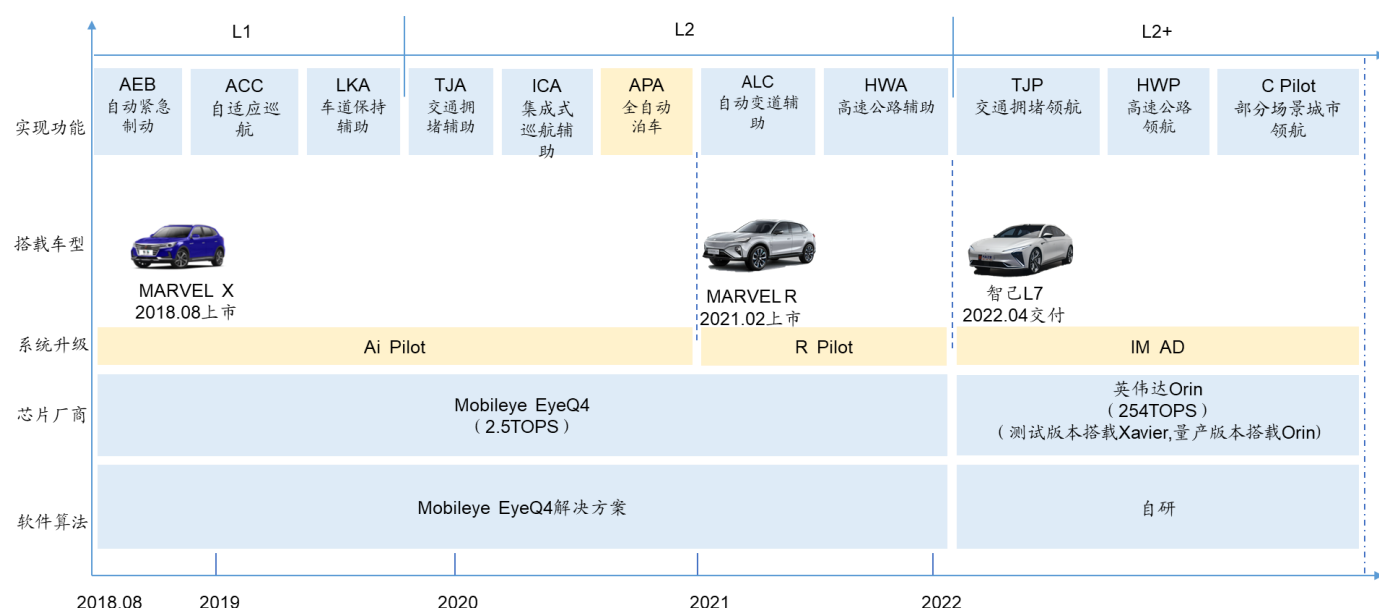 L1
L2
L2+
实现功能
AEB
自动紧急
制动
ACC
自适应巡
航
LKA
车道保持
辅助
TJA
交通拥
堵辅助
ICA
集成式
巡航辅
助
APA
全自动
泊车
ALC
自动变道辅
助
HWA
高速公路辅助
TJP
交通拥堵领航
HWP
高速公路
领航
C Pilot
部分场景城市
领航
搭载车型
MARVEL X
2018.08上市
MARVEL R
2021.02上市
智己L7
2022.04交付
系统升级
Ai Pilot
R Pilot
IM AD
芯片厂商
Mobileye EyeQ4
（2.5TOPS）
英伟达Orin
（254TOPS）
（测试版本搭载Xavier,量产版本搭载Orin)
软件算法
Mobileye EyeQ4解决方案
自研
2018.08
2019
2020
2021
2022